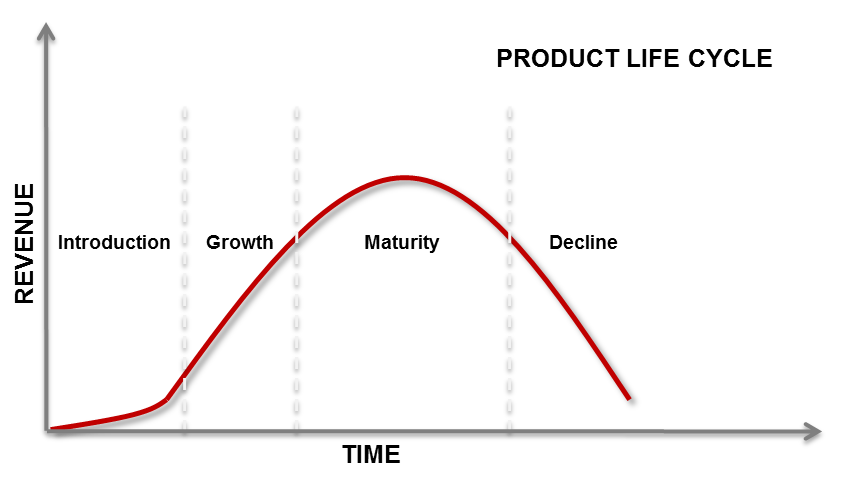 PRODUCT LIFE CYCLE
REVENUE
Introduction
Growth
Maturity
Decline
TIME